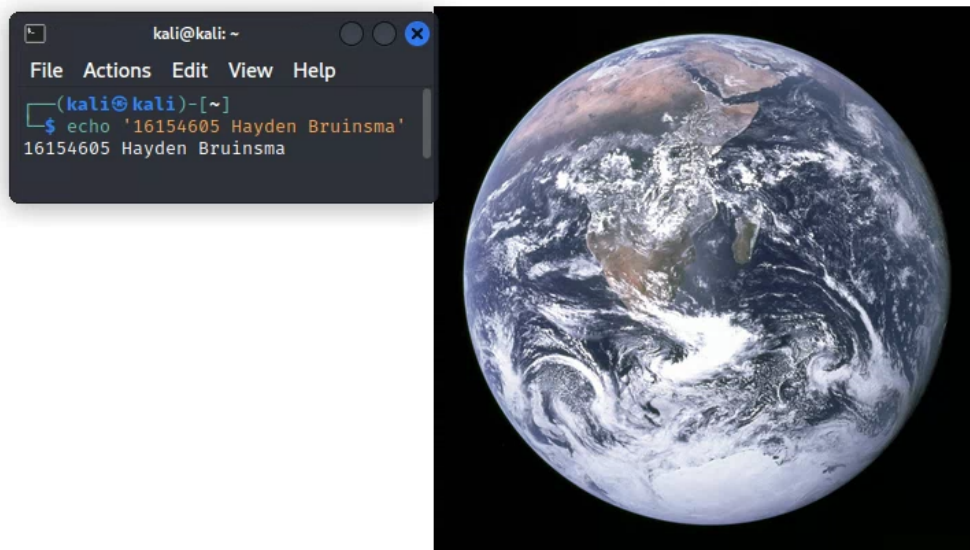 kali@kali: ~
File Actions Edit View Help
┌──(kali㉿kali)-[~]
└─$ echo '16154605 Hayden Bruinsma'
16154605 Hayden Bruinsma